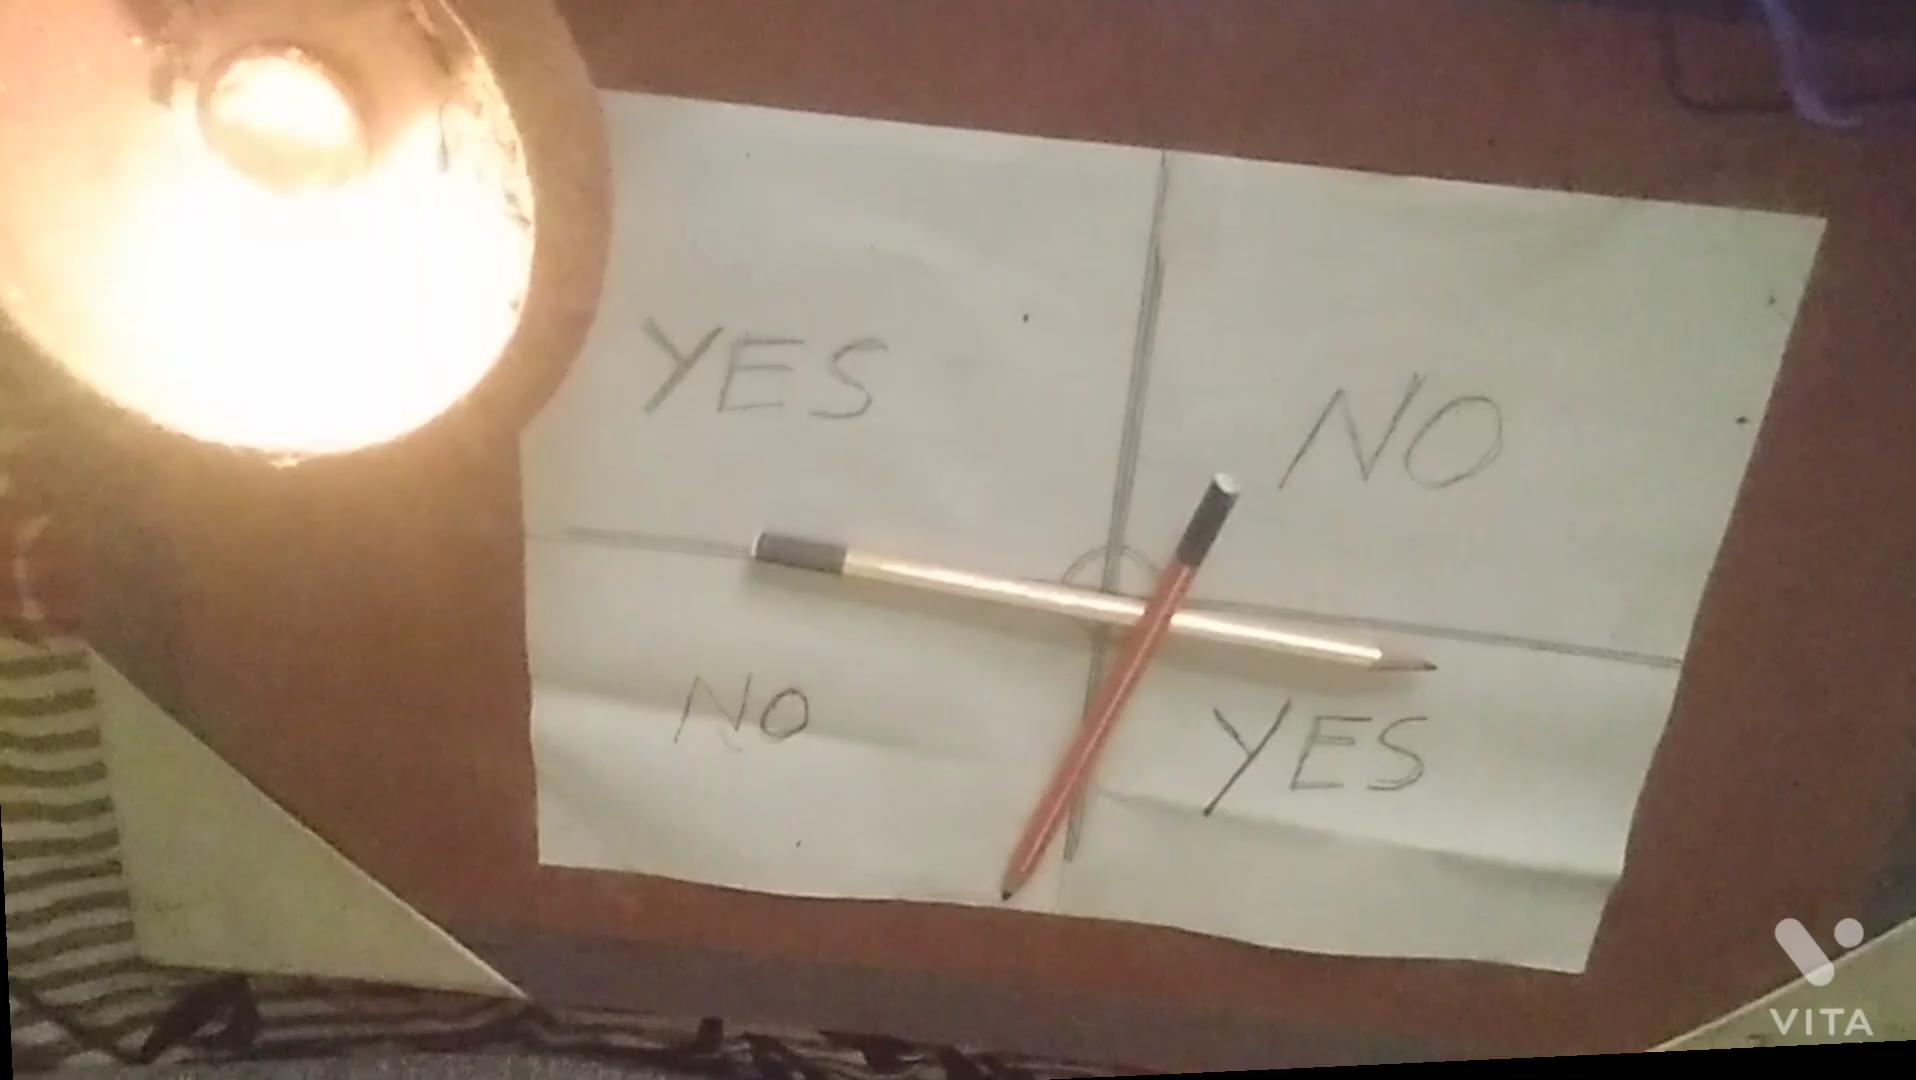 YES
NO
NO
YES
VITA